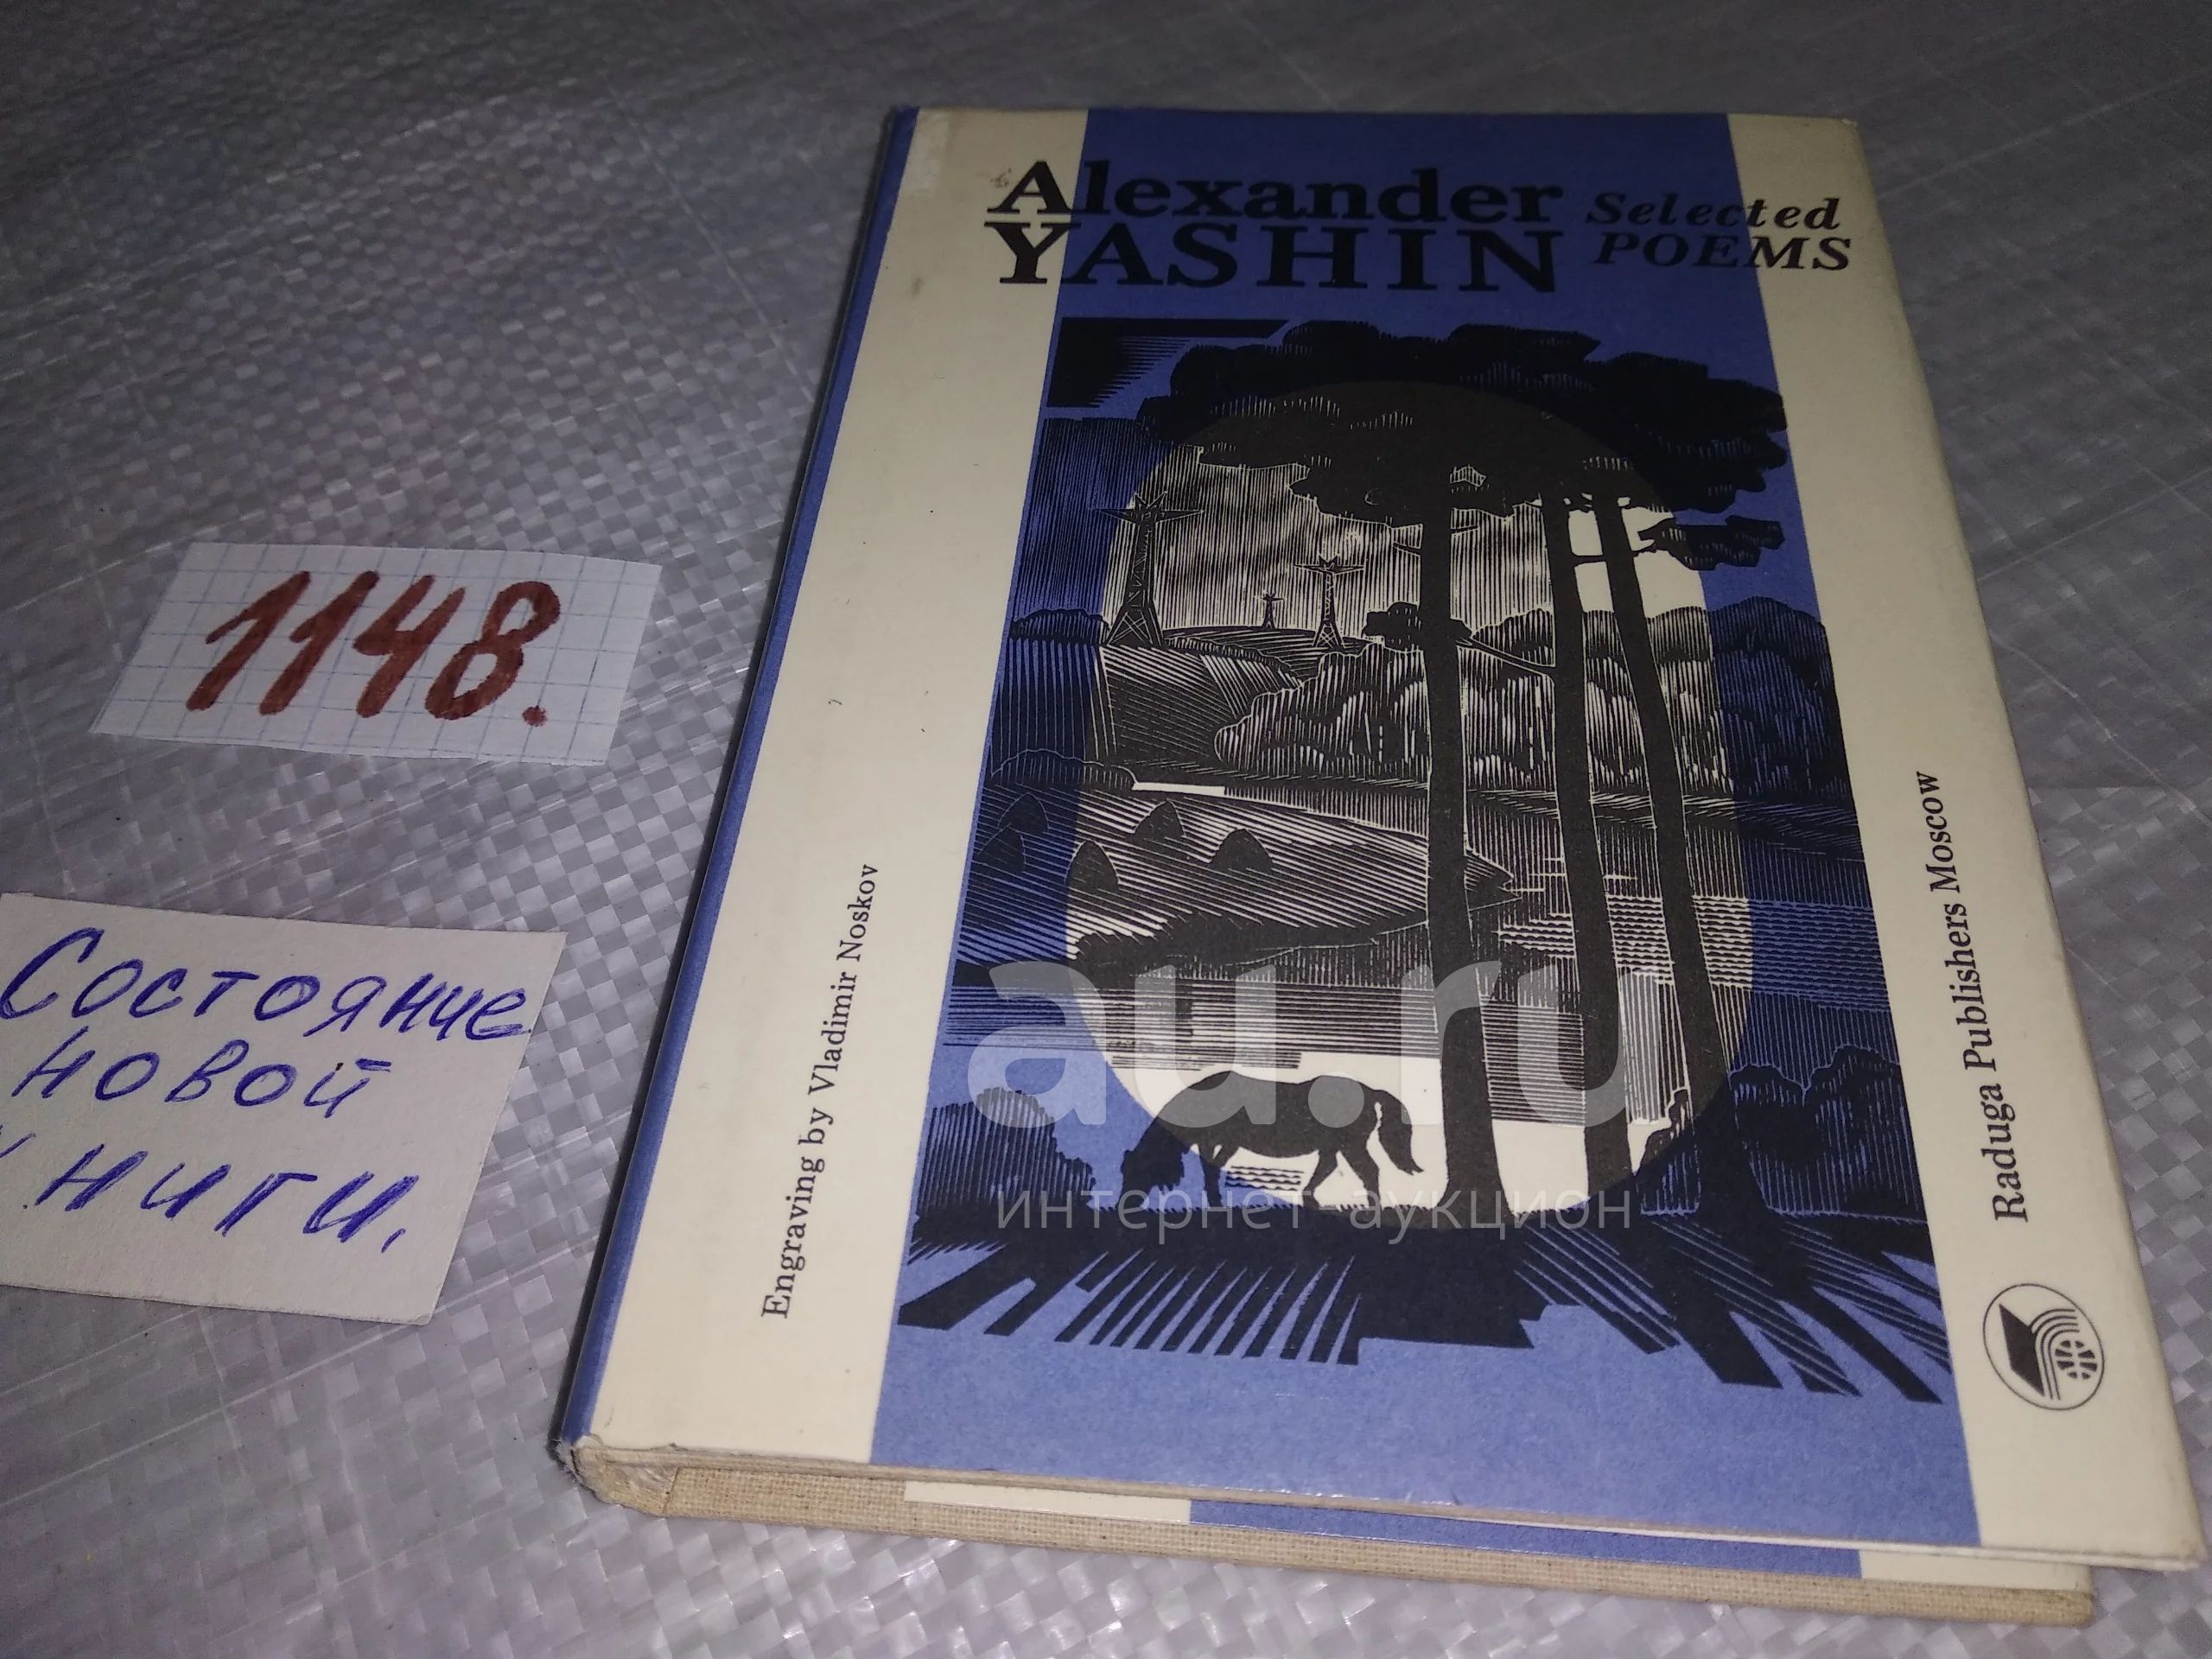 Alexander
YASHIN
Selected
POEMS
1148.
Состояние
новой
книги.
Engraving by Vladimir Noskov
Raduga Publishers Moscow
au.ru
интернет-аукцион